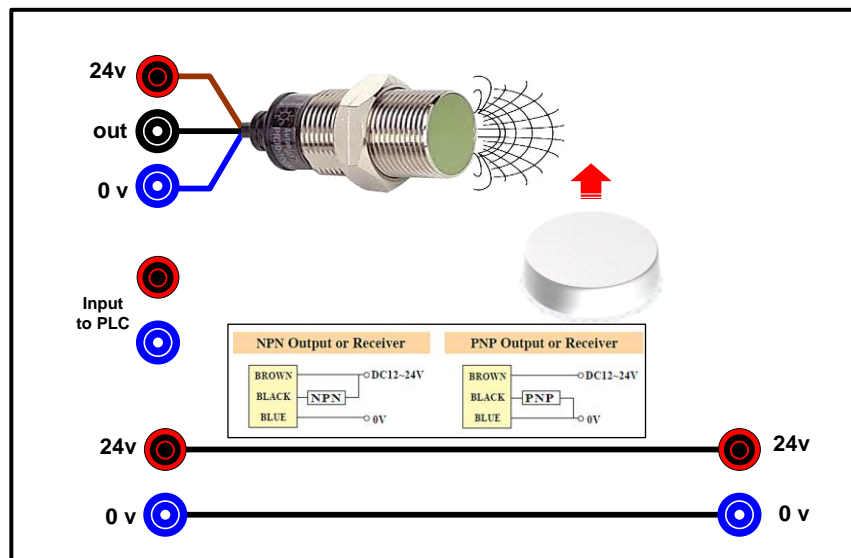 24v
out
0 v
Input
to PLC
NPN Output or Receiver
BROWN
DC12~24V
BLACK
NPN
BLUE
0V
PNP Output or Receiver
BROWN
DC12~24V
BLACK
PNP
BLUE
0V
24v
24v
0 v
0 v